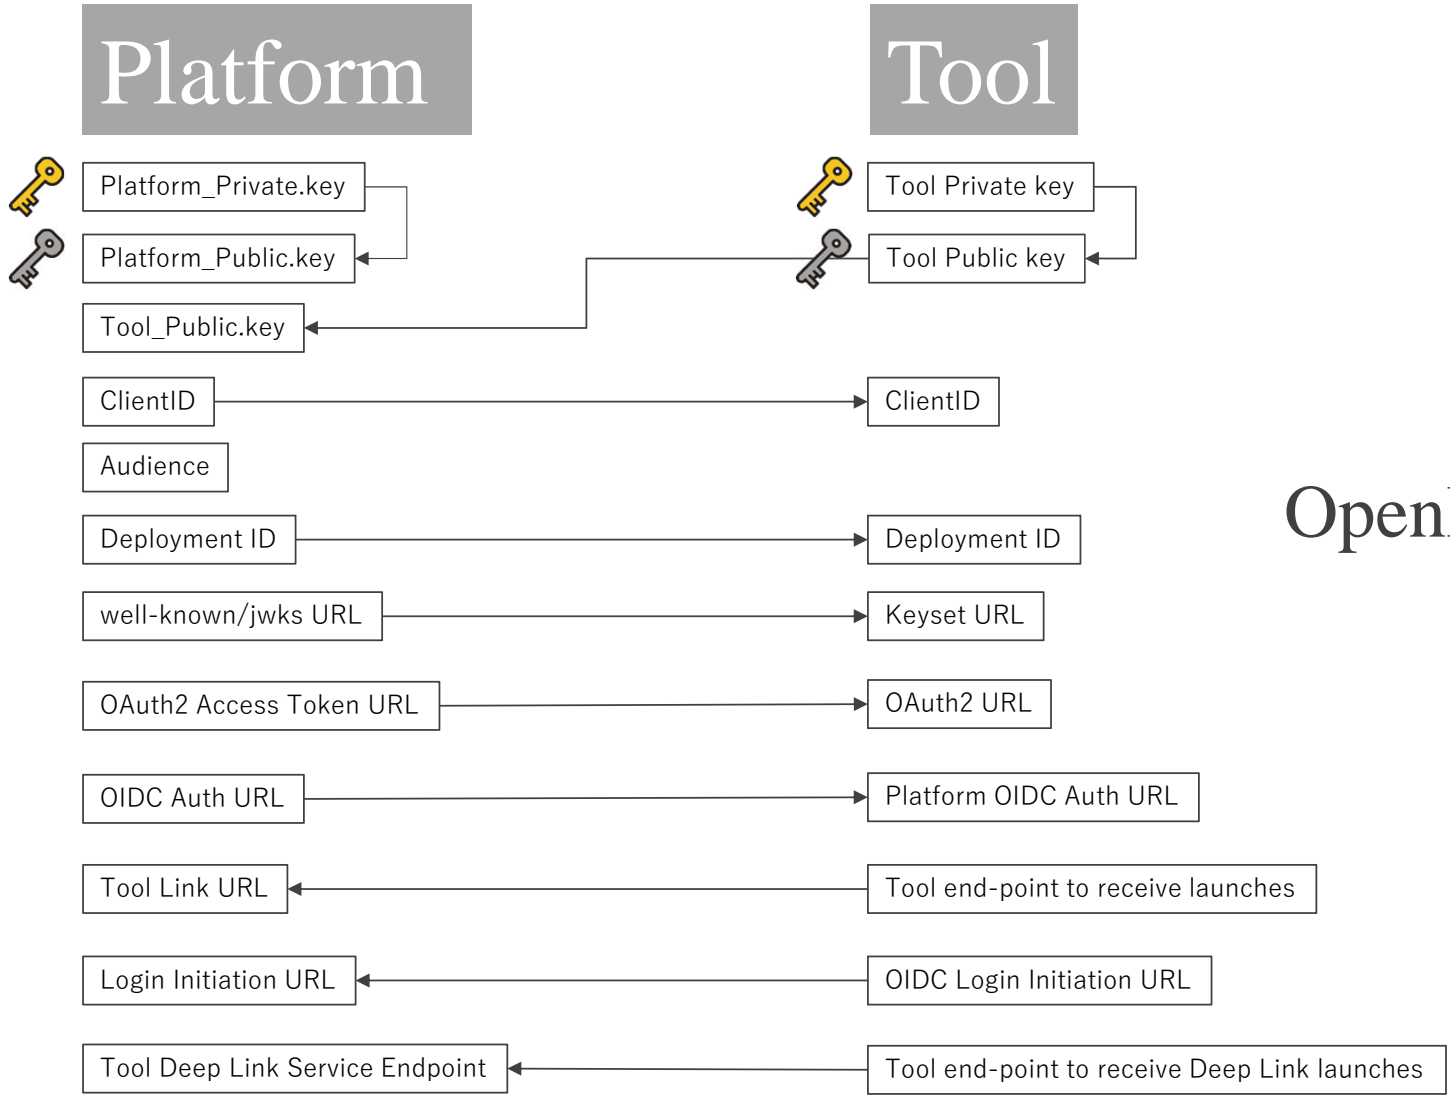 Platform
Tool
Platform_Private.key
Tool Private key
Platform_Public.key
Tool Public key
Tool_Public.key
ClientID
ClientID
Audience
Deployment ID
Deployment ID
well-known/jwks URL
Keyset URL
OAuth2 Access Token URL
OAuth2 URL
OIDC Auth URL
Platform OIDC Auth URL
Tool Link URL
Tool end-point to receive launches
Login Initiation URL
OIDC Login Initiation URL
Tool Deep Link Service Endpoint
Tool end-point to receive Deep Link launches
Open